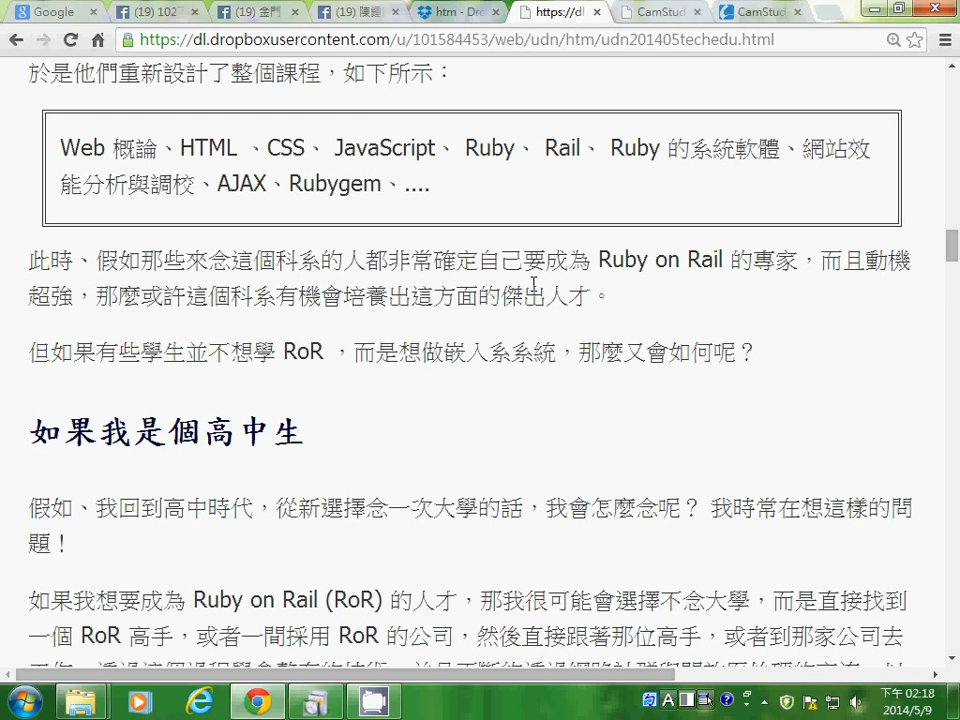 Google
(19) 1027
(19) 金門
(19) 陳鍾
htm - Dro
https://dl
CamStud
CamStud
https://dl.dropboxusercontent.com/u/101584453/web/udn/htm/udn201405techedu.html
於是他們重新設計了整個課程，如下所示：
Web 概論、HTML 、CSS、 JavaScript、 Ruby、 Rail、 Ruby 的系統軟體、網站效
能分析與調校、AJAX、Rubygem、....
此時、假如那些來念這個科系的人都非常確定自己要成為 Ruby on Rail 的專家，而且動機
超強，那麼或許這個科系有機會培養出這方面的傑出人才。
但如果有些學生並不想學 RoR ，而是想做嵌入系系統，那麼又會如何呢？
如果我是個高中生
假如、我回到高中時代，從新選擇念一次大學的話，我會怎麼念呢？ 我時常在想這樣的問
題！
如果我想要成為 Ruby on Rail (RoR) 的人才，那我很可能會選擇不念大學，而是直接找到
一個 RoR 高手，或者一間採用 RoR 的公司，然後直接跟著那位高手，或者到那家公司去
下午 02:18
2014/5/9